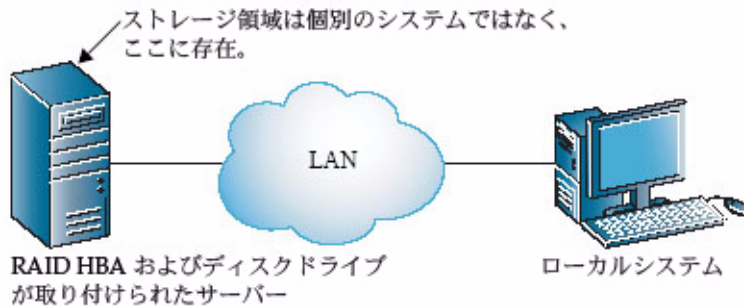 ストレージ領域は個別のシステムではなく、
ここに存在。
LAN
RAID HBA およびディスクドライブ
が取り付けられたサーバー
ローカルシステム